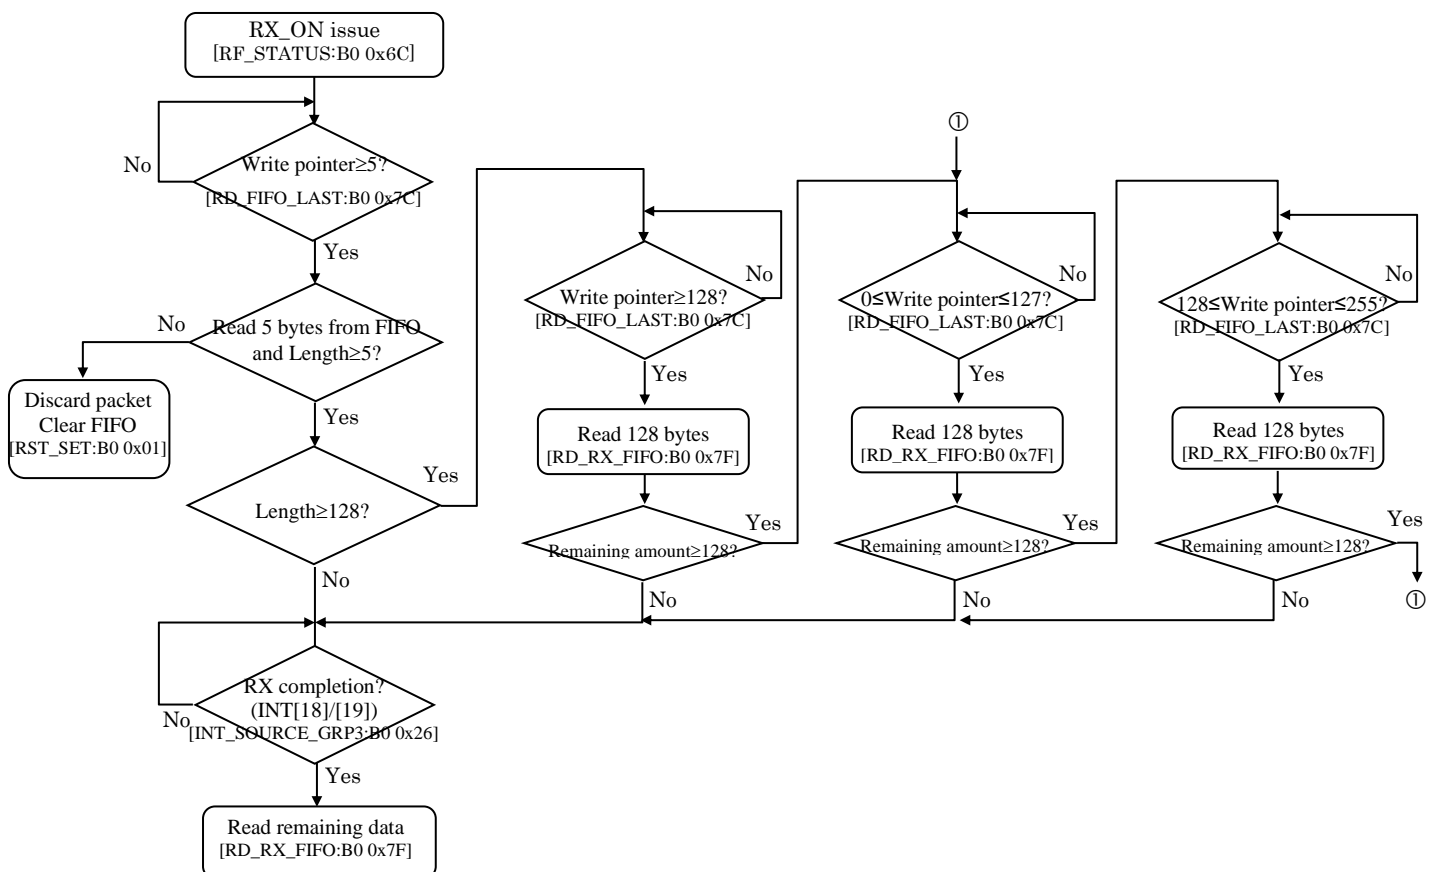 RX_ON issue
[RF_STATUS:B0 0x6C]
No
Write pointer≥5?
[RD_FIFO_LAST:B0 0x7C]
Yes
No
Read 5 bytes from FIFO
and Length≥5?
Discard packet
Clear FIFO
[RST_SET:B0 0x01]
Yes
Length≥128?
Yes
No
RX completion?
(INT[18]/[19])
No
[INT_SOURCE_GRP3:B0 0x26]
Yes
Read remaining data
[RD_RX_FIFO:B0 0x7F]
No
Write pointer≥128?
[RD_FIFO_LAST:B0 0x7C]
Yes
Read 128 bytes
[RD_RX_FIFO:B0 0x7F]
Yes
Remaining amount≥128?
No
①
No
0≤Write pointer≤127?
[RD_FIFO_LAST:B0 0x7C]
Yes
Read 128 bytes
[RD_RX_FIFO:B0 0x7F]
Yes
Remaining amount≥128?
No
No
128≤Write pointer≤255?
[RD_FIFO_LAST:B0 0x7C]
Yes
Read 128 bytes
[RD_RX_FIFO:B0 0x7F]
Yes
Remaining amount≥128?
No
①